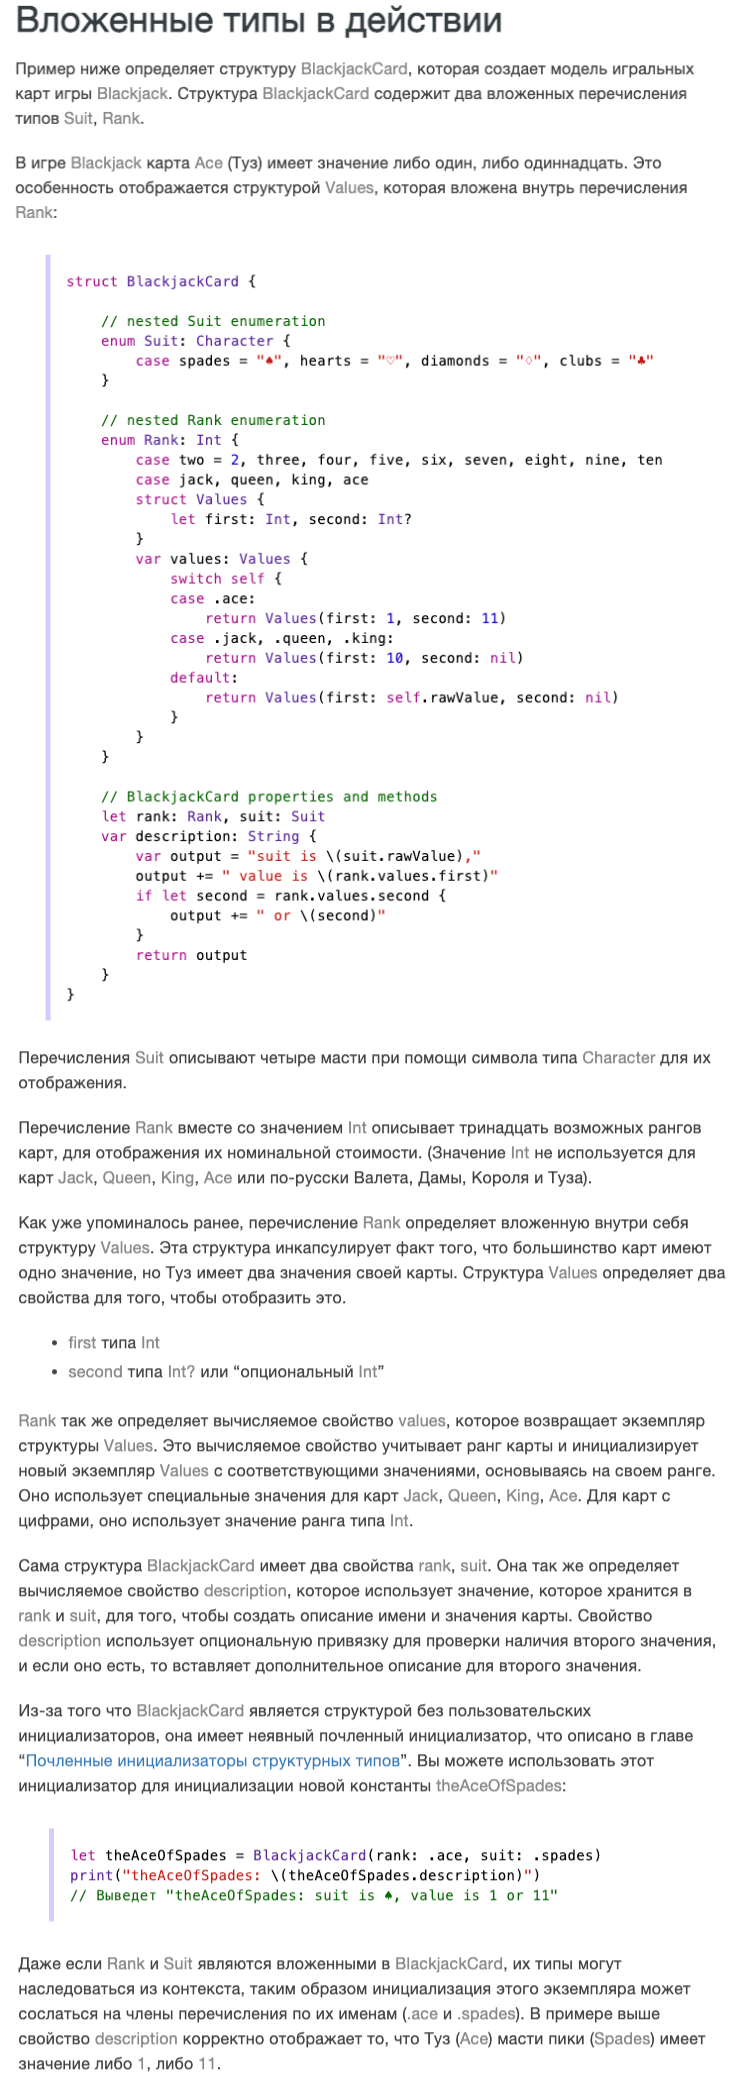 Вложенные типы в действии
Пример ниже определяет структуру BlackjackCard, которая создает модель игральных
карт игры Blackjack. Структура BlackjackCard содержит два вложенных перечисления
типов Suit, Rank.
В игре Blackjack карта Ace (Туз) имеет значение либо один, либо одиннадцать. Это
особенность отображается структурой Values, которая вложена внутрь перечисления
Rank:
struct BlackjackCard {
// nested Suit enumeration
enum Suit: Character {
case spades = "♠", hearts = "♡", diamonds = "♢", clubs = "♣"
}
// nested Rank enumeration
enum Rank: Int {
case two = 2, three, four, five, six, seven, eight, nine, ten
case jack, queen, king, ace
struct Values {
let first: Int, second: Int?
}
var values: Values {
switch self {
case .ace:
return Values(first: 1, second: 11)
case .jack, .queen, .king:
return Values(first: 10, second: nil)
default:
return Values(first: self.rawValue, second: nil)
}
}
}
// BlackjackCard properties and methods
let rank: Rank, suit: Suit
var description: String {
var output = "suit is \(suit.rawValue),"
output += " value is \(rank.values.first)"
if let second = rank.values.second {
output += " or \(second)"
}
return output
}
}
Перечисления Suit описывают четыре масти при помощи символа типа Character для их
отображения.
Перечисление Rank вместе со значением Int описывает тринадцать возможных рангов
карт, для отображения их номинальной стоимости. (Значение Int не используется для
карт Jack, Queen, King, Ace или по-русски Валета, Дамы, Короля и Туза).
Как уже упоминалось ранее, перечисление Rank определяет вложенную внутри себя
структуру Values. Эта структура инкапсулирует факт того, что большинство карт имеют
одно значение, но Туз имеет два значения своей карты. Структура Values определяет два
свойства для того, чтобы отобразить это.
• first типа Int
• second типа Int? или “опциональный Int”
Rank так же определяет вычисляемое свойство values, которое возвращает экземпляр
структуры Values. Это вычисляемое свойство учитывает ранг карты и инициализирует
новый экземпляр Values с соответствующими значениями, основываясь на своем ранге.
Оно использует специальные значения для карт Jack, Queen, King, Ace. Для карт с
цифрами, оно использует значение ранга типа Int.
Сама структура BlackjackCard имеет два свойства rank, suit. Она так же определяет
вычисляемое свойство description, которое использует значение, которое хранится в
rank и suit, для того, чтобы создать описание имени и значения карты. Свойство
description использует опциональную привязку для проверки наличия второго значения,
и если оно есть, то вставляет дополнительное описание для второго значения.
Из-за того что BlackjackCard является структурой без пользовательских
инициализаторов, она имеет неявный почленный инициализатор, что описано в главе
“Почленные инициализаторы структурных типов”. Вы можете использовать этот
инициализатор для инициализации новой константы theAceOfSpades:
let theAceOfSpades = BlackjackCard(rank: .ace, suit: .spades)
print("theAceOfSpades: \(theAceOfSpades.description)")
// Выведет "theAceOfSpades: suit is ♠, value is 1 or 11"
Даже если Rank и Suit являются вложенными в BlackjackCard, их типы могут
наследоваться из контекста, таким образом инициализация этого экземпляра может
сослаться на члены перечисления по их именам (.ace и .spades). В примере выше
свойство description корректно отображает то, что Туз (Ace) масти пики (Spades) имеет
значение либо 1, либо 11.